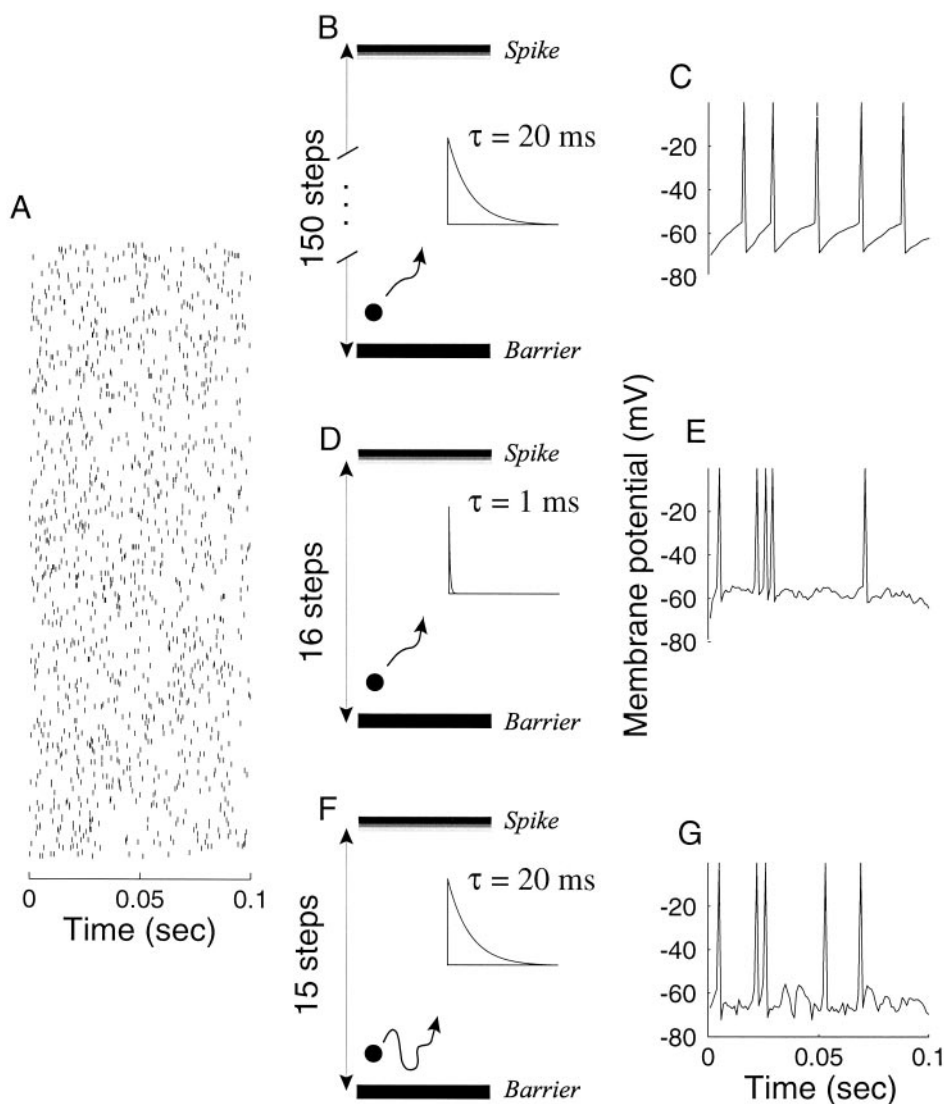 A
0
0.05
0.1
Time (sec)
B
Spike
150 steps
τ = 20 ms
Barrier
C
-20
-40
-60
-80
D
Spike
16 steps
τ = 1 ms
Barrier
Membrane potential (mV)
E
-20
-40
-60
-80
F
Spike
15 steps
τ = 20 ms
Barrier
G
-20
-40
-60
-80
0
0.05
0.1
Time (sec)